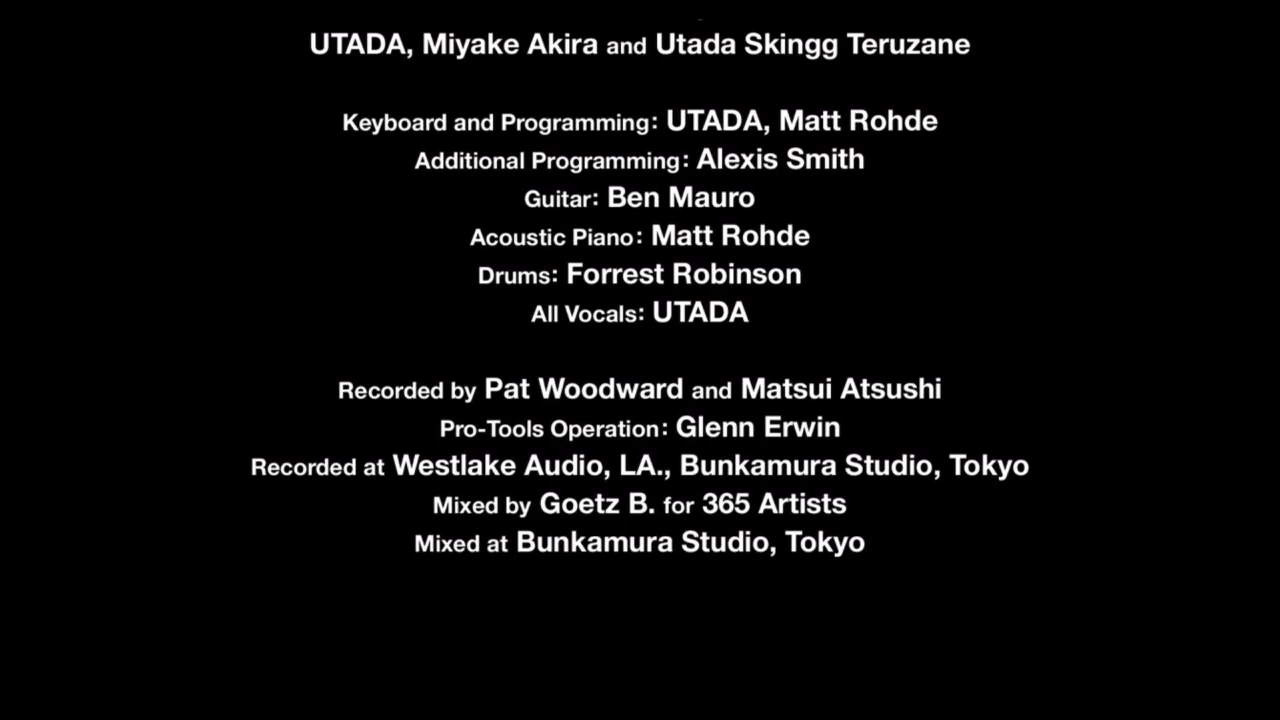 UTADA, Miyake Akira and Utada Skingg Teruzane
Keyboard and Programming: UTADA, Matt Rohde
Additional Programming: Alexis Smith
Guitar: Ben Mauro
Acoustic Piano: Matt Rohde
Drums: Forrest Robinson
All Vocals: UTADA
Recorded by Pat Woodward and Matsui Atsushi
Pro-Tools Operation: Glenn Erwin
Recorded at Westlake Audio, LA., Bunkamura Studio, Tokyo
Mixed by Goetz B. for 365 Artists
Mixed at Bunkamura Studio, Tokyo